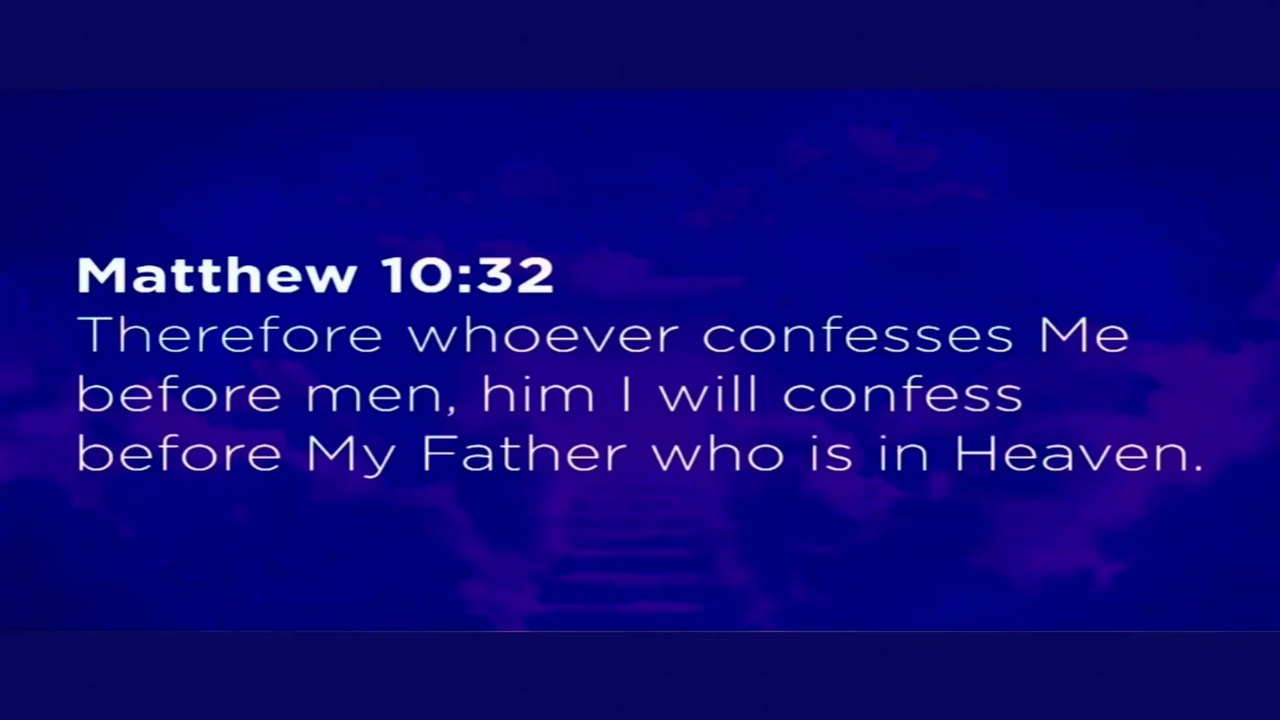 Matthew 10:32
Therefore whoever confesses Me
before men, him I will confess
before My Father who is in Heaven.